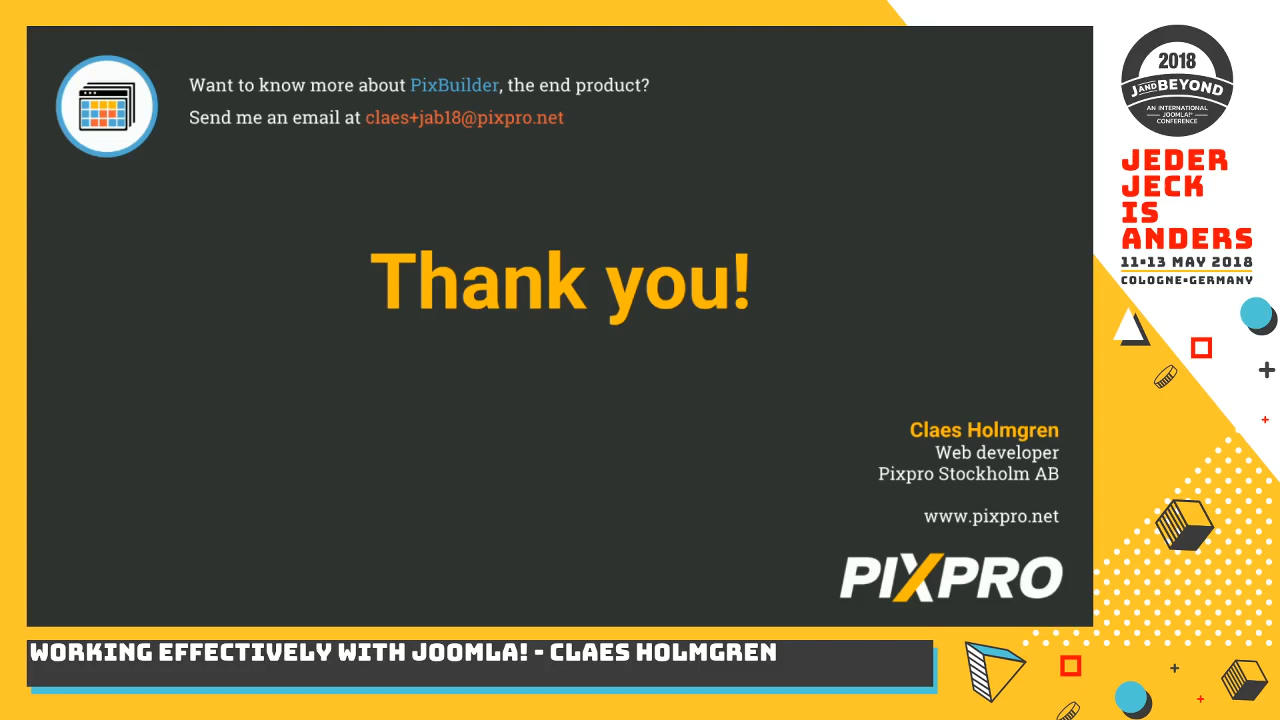 Want to know more about PixBuilder, the end product?
Send me an email at claes+jab18@pixpro.net
Thank you!
Claes Holmgren
Web developer
Pixpro Stockholm AB
www.pixpro.net
PIXPRO
WORKING EFFECTIVELY WITH JOOMLA! - CLAES HOLMGREN
2018
JANDBEYOND
AN INTERNATIONAL
JOOMLA!®
CONFERENCE
JEDER
JECK
IS
ANDERS
11•13 MAY 2018
COLOGNE•GERMANY